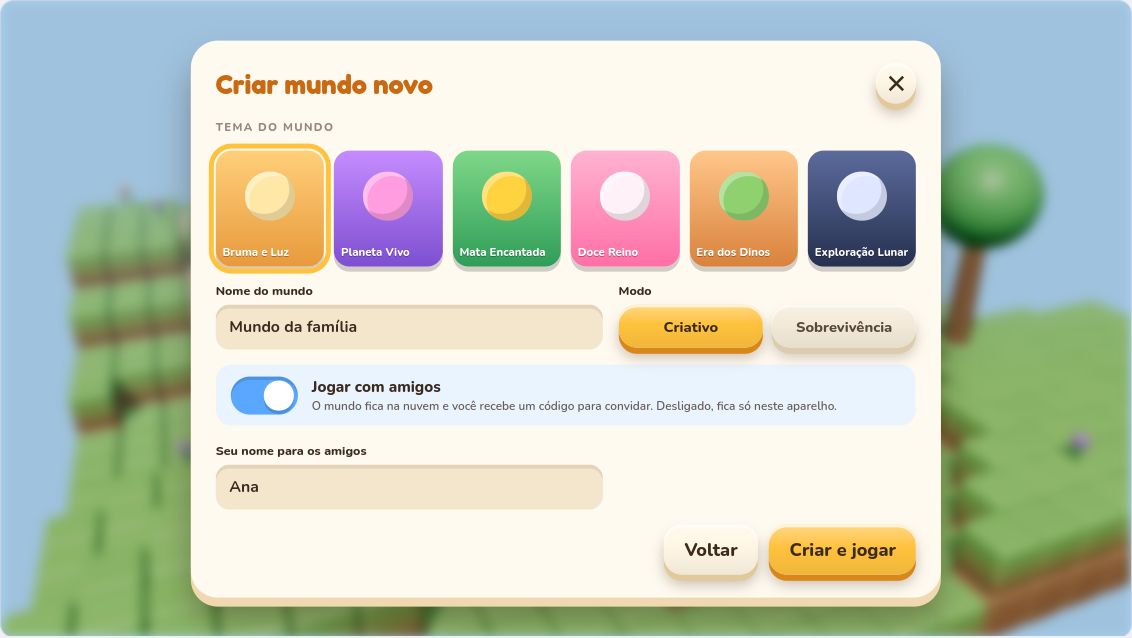 Criar mundo novo
TEMA DO MUNDO
Bruma e Luz
Planeta Vivo
Mata Encantada
Doce Reino
Era dos Dinos
Exploração Lunar
Nome do mundo
Mundo da família
Modo
Criativo
Sobrevivência
Jogar com amigos
O mundo fica na nuvem e você recebe um código para convidar. Desligado, fica só neste aparelho.
Seu nome para os amigos
Ana
Voltar
Criar e jogar